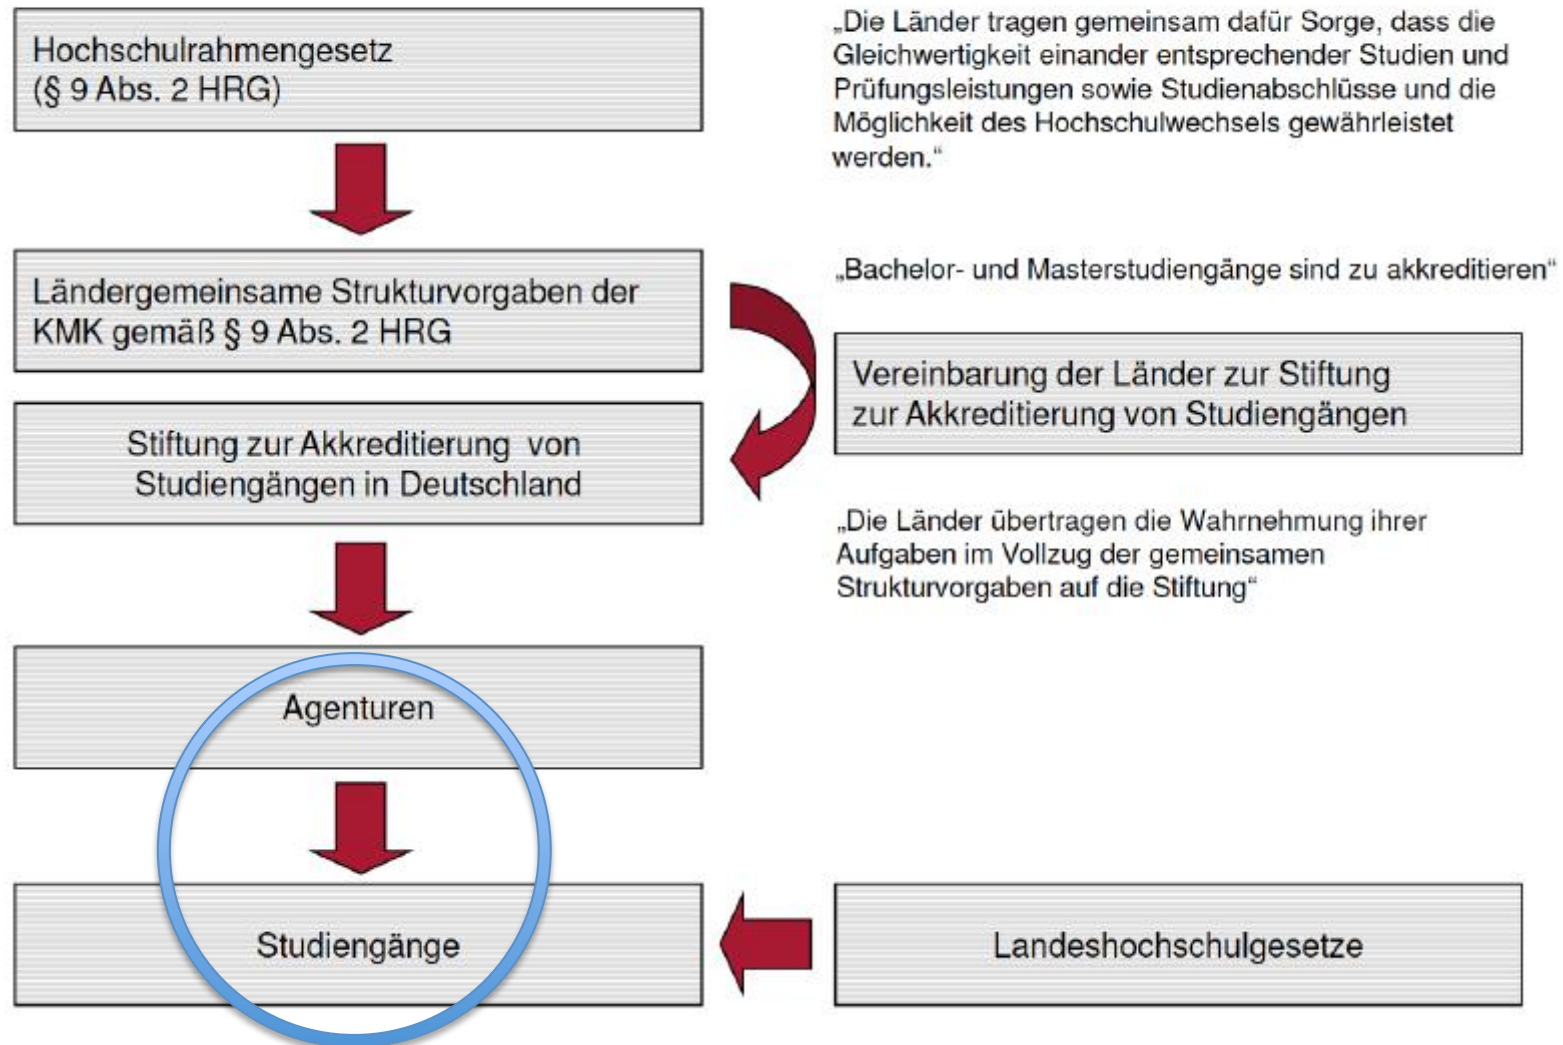 Hochschulrahmengesetz
(§ 9 Abs. 2 HRG)
„Die Länder tragen gemeinsam dafür Sorge, dass die
Gleichwertigkeit einander entsprechender Studien und
Prüfungsleistungen sowie Studienabschlüsse und die
Möglichkeit des Hochschulwechsels gewährleistet
werden.“
Ländergemeinsame Strukturvorgaben der
KMK gemäß § 9 Abs. 2 HRG
„Bachelor- und Masterstudiengänge sind zu akkreditieren“
Vereinbarung der Länder zur Stiftung
zur Akkreditierung von Studiengängen
Stiftung zur Akkreditierung von
Studiengängen in Deutschland
„Die Länder übertragen die Wahrnehmung ihrer
Aufgaben im Vollzug der gemeinsamen
Strukturvorgaben auf die Stiftung“
Agenturen
Studiengänge
Landeshochschulgesetze